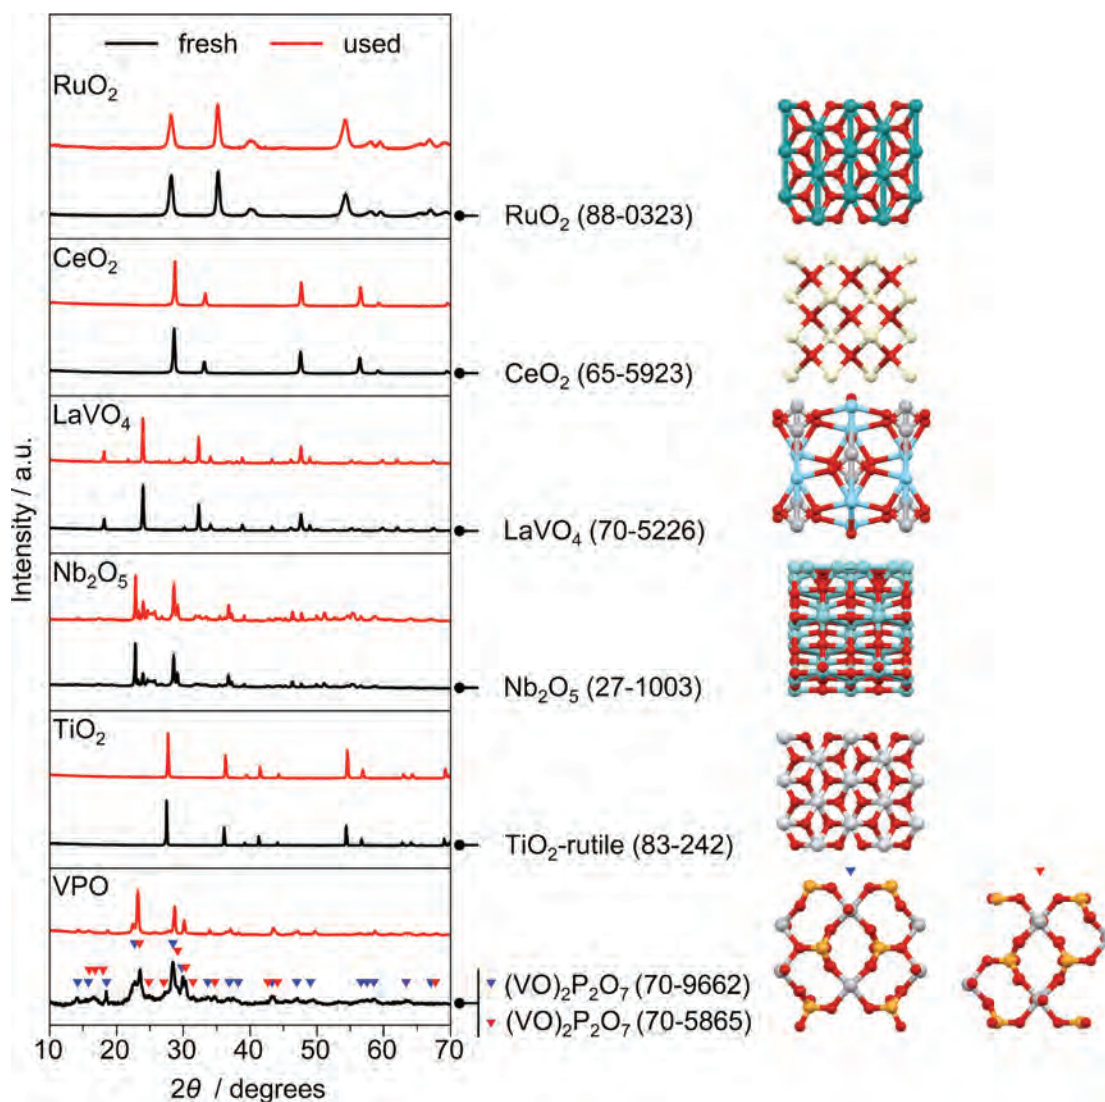 fresh used
RuO₂
RuO₂ (88-0323)
CeO₂
CeO₂ (65-5923)
LaVO₄
LaVO₄ (70-5226)
Nb₂O₅
Nb₂O₅ (27-1003)
TiO₂
TiO₂-rutile (83-242)
VPO
(VO)₂P₂O₇ (70-9662)
(VO)₂P₂O₇ (70-5865)
Intensity / a.u.
10 20 30 40 50 60 70
2θ / degrees